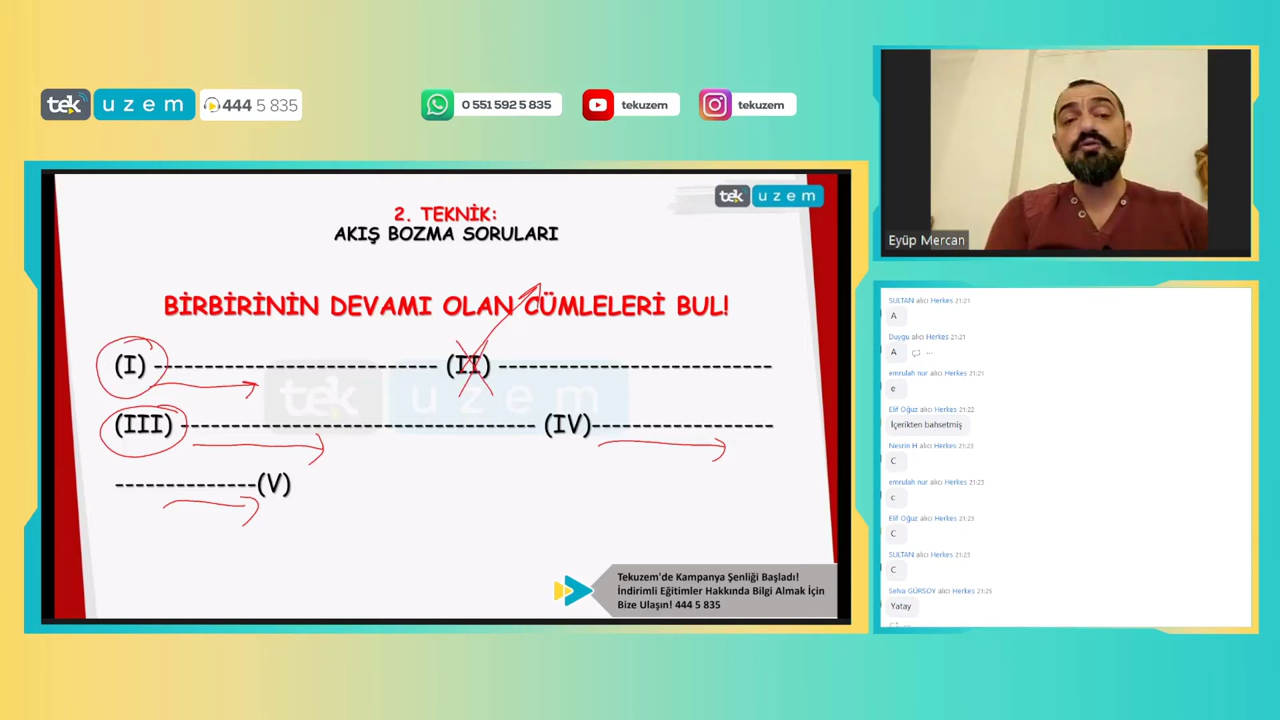 tek uzem 444 5 835
0 551 592 5 835
tekuzem
tekuzem
tek uzem
2. TEKNİK:
AKIŞ BOZMA SORULARI
BİRBİRİNİN DEVAMI OLAN CÜMLELERİ BUL!
(I) ---------------------------- (II) ---------------------------
(III) ----------------------------------- (IV)------------------
--------------(V)
tek uzem
Tekuzem'de Kampanya Şenliği Başladı!
İndirimli Eğitimler Hakkında Bilgi Almak İçin
Bize Ulaşın! 444 5 835
Eyüp Mercan
SULTAN alıcı Herkes 21:21
A
Duygu alıcı Herkes 21:21
A
emrulah nur alıcı Herkes 21:21
e
Elif Oğuz alıcı Herkes 21:22
İçerikten bahsetmiş
Nesrin H alıcı Herkes 21:23
C
emrulah nur alıcı Herkes 21:23
c
Elif Oğuz alıcı Herkes 21:23
C
SULTAN alıcı Herkes 21:23
C
Selva GÜRSOY alıcı Herkes 21:25
Yatay